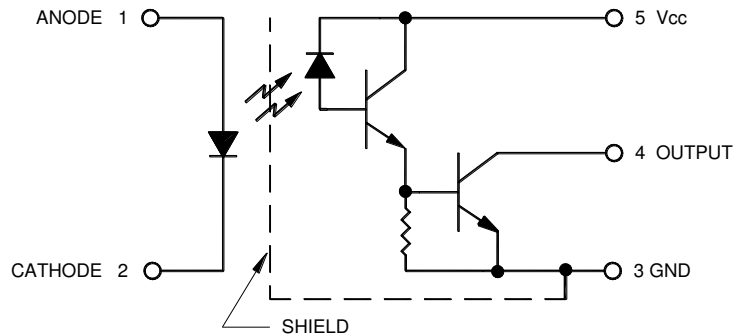 ANODE 1
5 Vcc
4 OUTPUT
CATHODE 2
3 GND
SHIELD